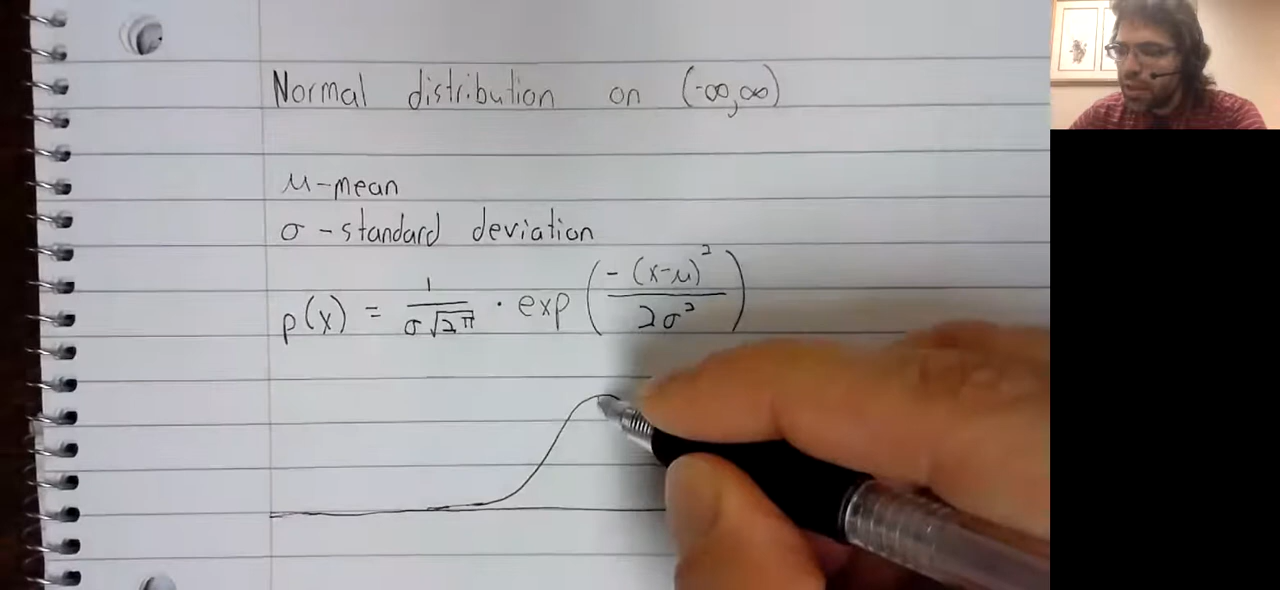 Normal distribution on (-∞,∞)
μ-mean
σ-standard deviation
p(x) = 1/(σ√2π) · exp(-(x-μ)²/(2σ²))